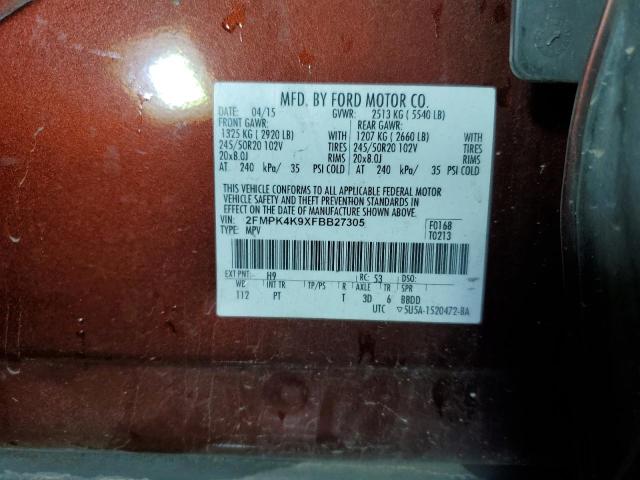 MFD. BY FORD MOTOR CO.
DATE: 04/15 GVWR: 2513 KG ( 5540 LB)
FRONT GAWR: REAR GAWR:
1325 KG ( 2920 LB) WITH 1207 KG ( 2660 LB) WITH
245/50R20 102V TIRES 245/50R20 102V TIRES
20x8.0J RIMS 20x8.0J RIMS
AT 240 kPa/ 35 PSI COLD AT 240 kPa/ 35 PSI COLD
THIS VEHICLE CONFORMS TO ALL APPLICABLE FEDERAL MOTOR
VEHICLE SAFETY AND THEFT PREVENTION STANDARDS IN
EFFECT ON THE DATE OF MANUFACTURE SHOWN ABOVE.
VIN: 2FMPK4K9XFBB27305 F0168
TYPE: MPV T0213
EXT PNT: H9 RC: 53 DSO:
WB INT TR TP/PS R AXLE TR SPR
112 PT T 3D 6 BBDD
UTC ▽5U5A-1520472-BA